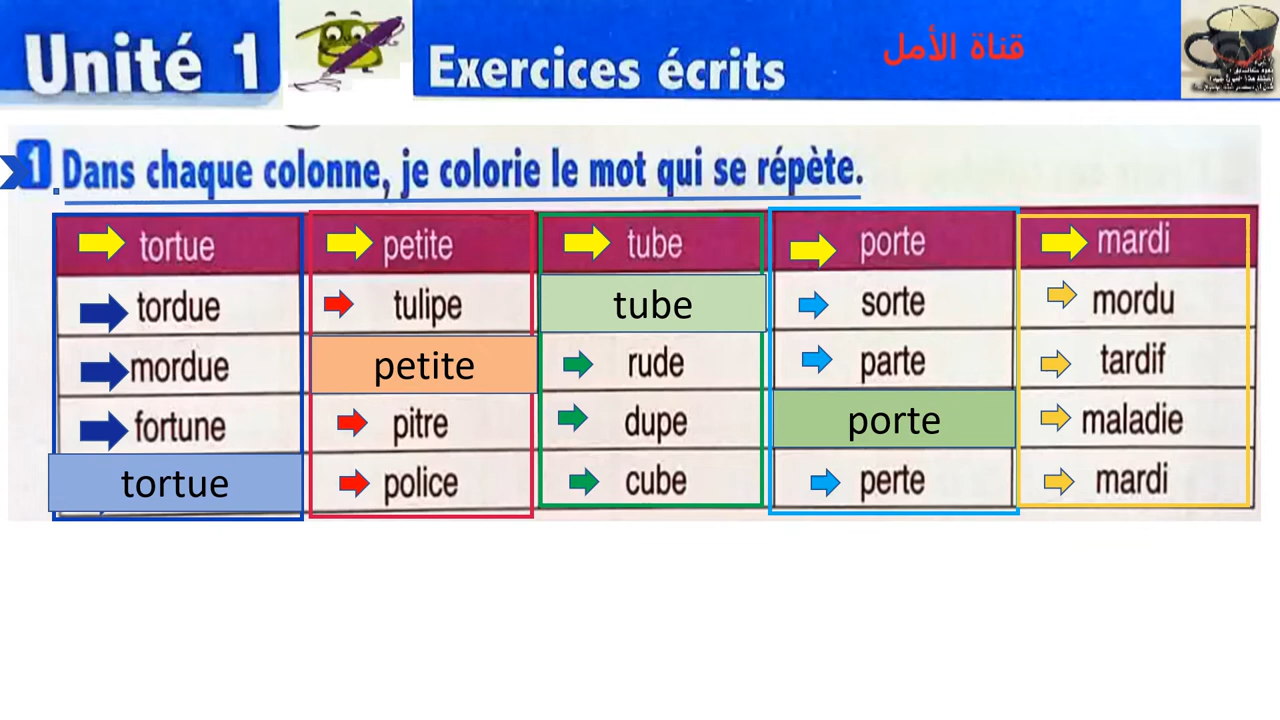 Unité 1
Exercices écrits
قناة الأمل
1 Dans chaque colonne, je colorie le mot qui se répète.
tortue petite tube porte mardi
tordue tulipe tube sorte mordu
mordue petite rude parte tardif
fortune pitre dupe porte maladie
tortue police cube perte mardi